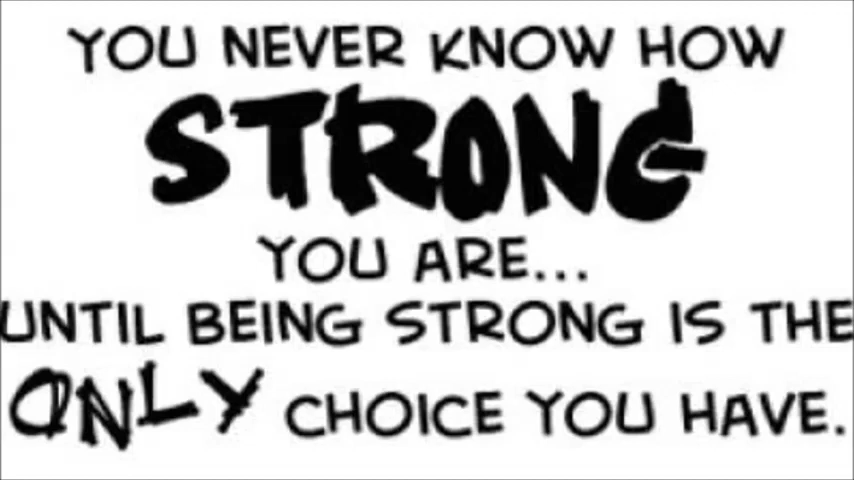 YOU NEVER KNOW HOW
STRONG
YOU ARE...
UNTIL BEING STRONG IS THE
ONLY CHOICE YOU HAVE.